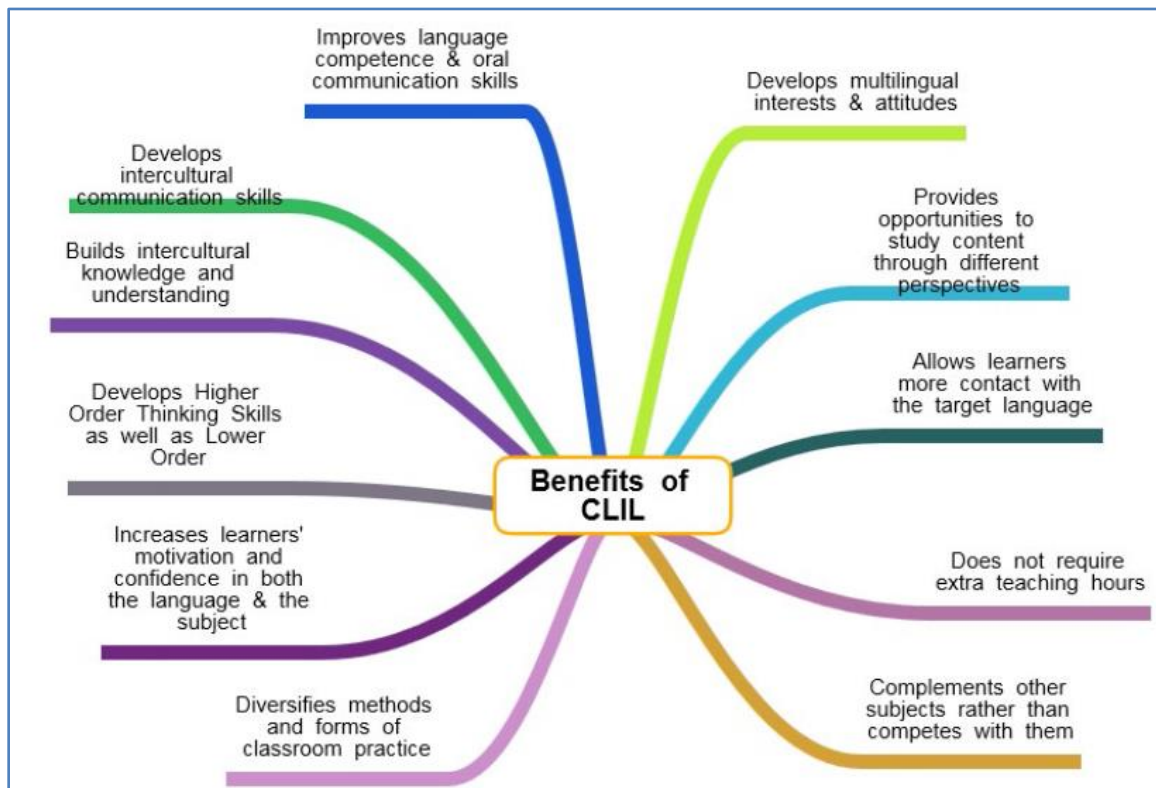 Improves language
competence & oral
communication skills
Develops multilingual
interests & attitudes
Develops
intercultural
communication skills
Provides
opportunities to
study content
through different
perspectives
Builds intercultural
knowledge and
understanding
Allows learners
more contact with
the target language
Develops Higher
Order Thinking Skills
as well as Lower
Order
Benefits of
CLIL
Increases learners'
motivation and
confidence in both
the language & the
subject
Does not require
extra teaching hours
Diversifies methods
and forms of
classroom practice
Complements other
subjects rather than
competes with them